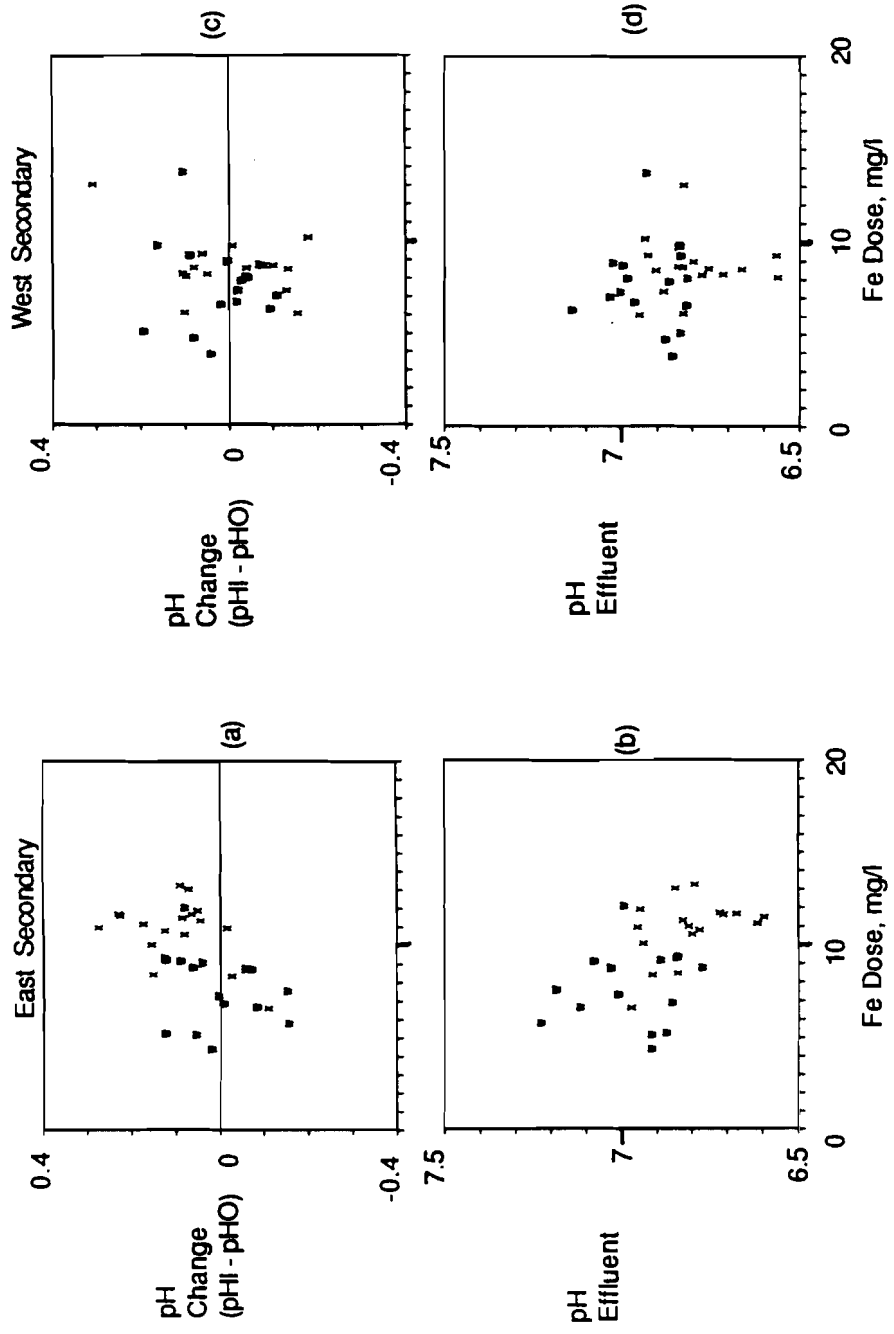 East Secondary
0.4
pH
Change
(pHI - pHO)
0
-0.4
(a)
7.5
pH
Effluent
7
6.5
(b)
0
10
20
Fe Dose, mg/l
West Secondary
0.4
pH
Change
(pHI - pHO)
0
-0.4
(c)
7.5
pH
Effluent
7
6.5
(d)
0
10
20
Fe Dose, mg/l